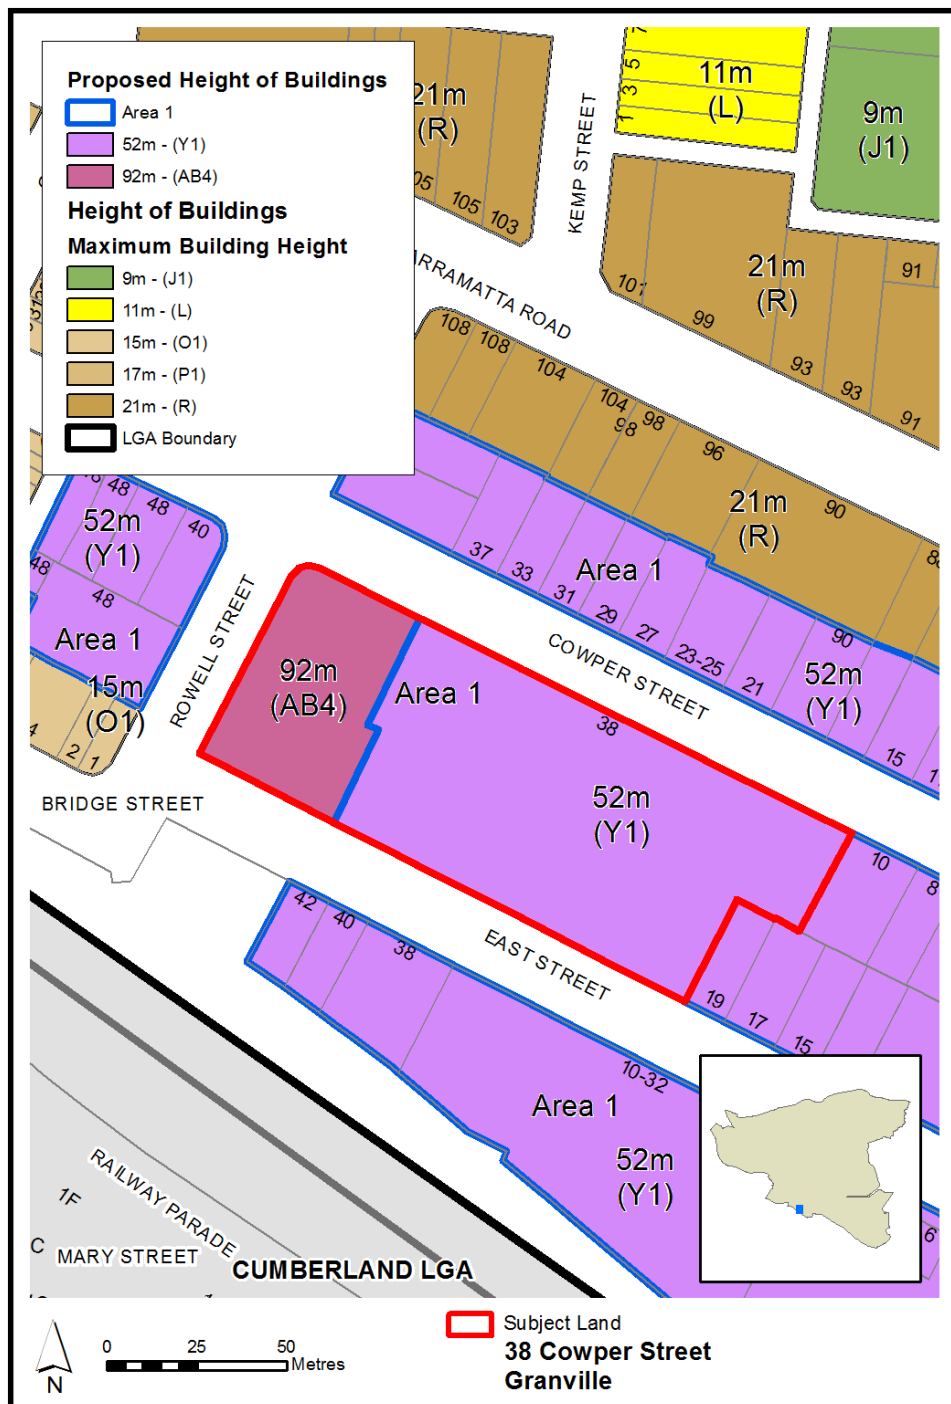 Proposed Height of Buildings
Area 1
52m - (Y1)
92m - (AB4)
Height of Buildings
Maximum Building Height
9m - (J1)
11m - (L)
15m - (O1)
17m - (P1)
21m - (R)
LGA Boundary
21m
(R)
105
103
KEMP STREET
7
5
3
1
11m
(L)
9m
(J1)
ARRAMATTA ROAD
101
99
93
93
91
91
21m
(R)
108
108
104
104
98
98
96
90
21m
(R)
48
48
40
52m
(Y1)
48
48
Area 1
15m
(O1)
4
2
1
ROWELL STREET
BRIDGE STREET
37
33
31
29
27
23-25
21
90
15
Area 1
52m
(Y1)
COWPER STREET
92m
(AB4)
Area 1
38
52m
(Y1)
10
8
42
40
38
EAST STREET
19
17
15
10-32
Area 1
52m
(Y1)
6
RAILWAY PARADE
1F
C
MARY STREET
CUMBERLAND LGA
N
0 25 50
Metres
Subject Land
38 Cowper Street
Granville